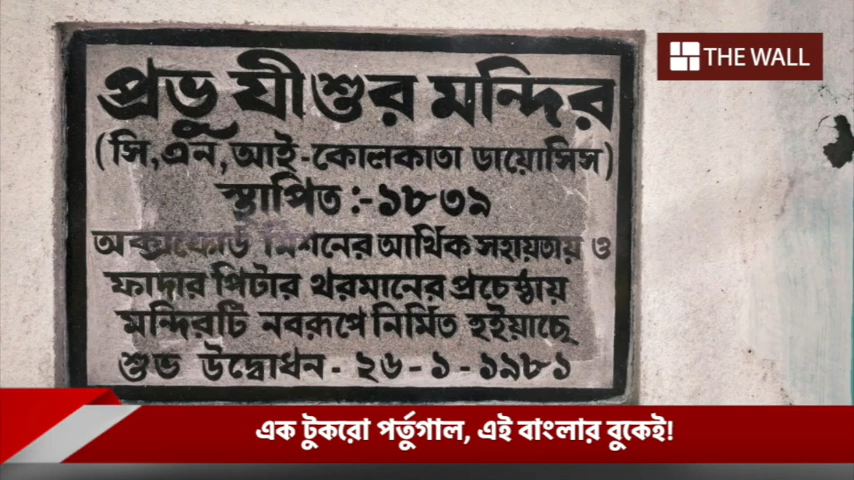 প্রভু যীশুর মন্দির
THE WALL
(সি,এন,আই-কোলকাতা ডায়োসিস)
স্থাপিত:-১৮৩৯
অক্সফোর্ড মিশনের আর্থিক সহায়তায় ও
ফাদার পিটার থরমানের প্রচেষ্ঠায়
মন্দিরটি নবরূপে নির্মিত হইয়াছে
শুভ উদ্বোধন- ২৬-১-১৯৮১
এক টুকরো পর্তুগাল, এই বাংলার বুকেই!